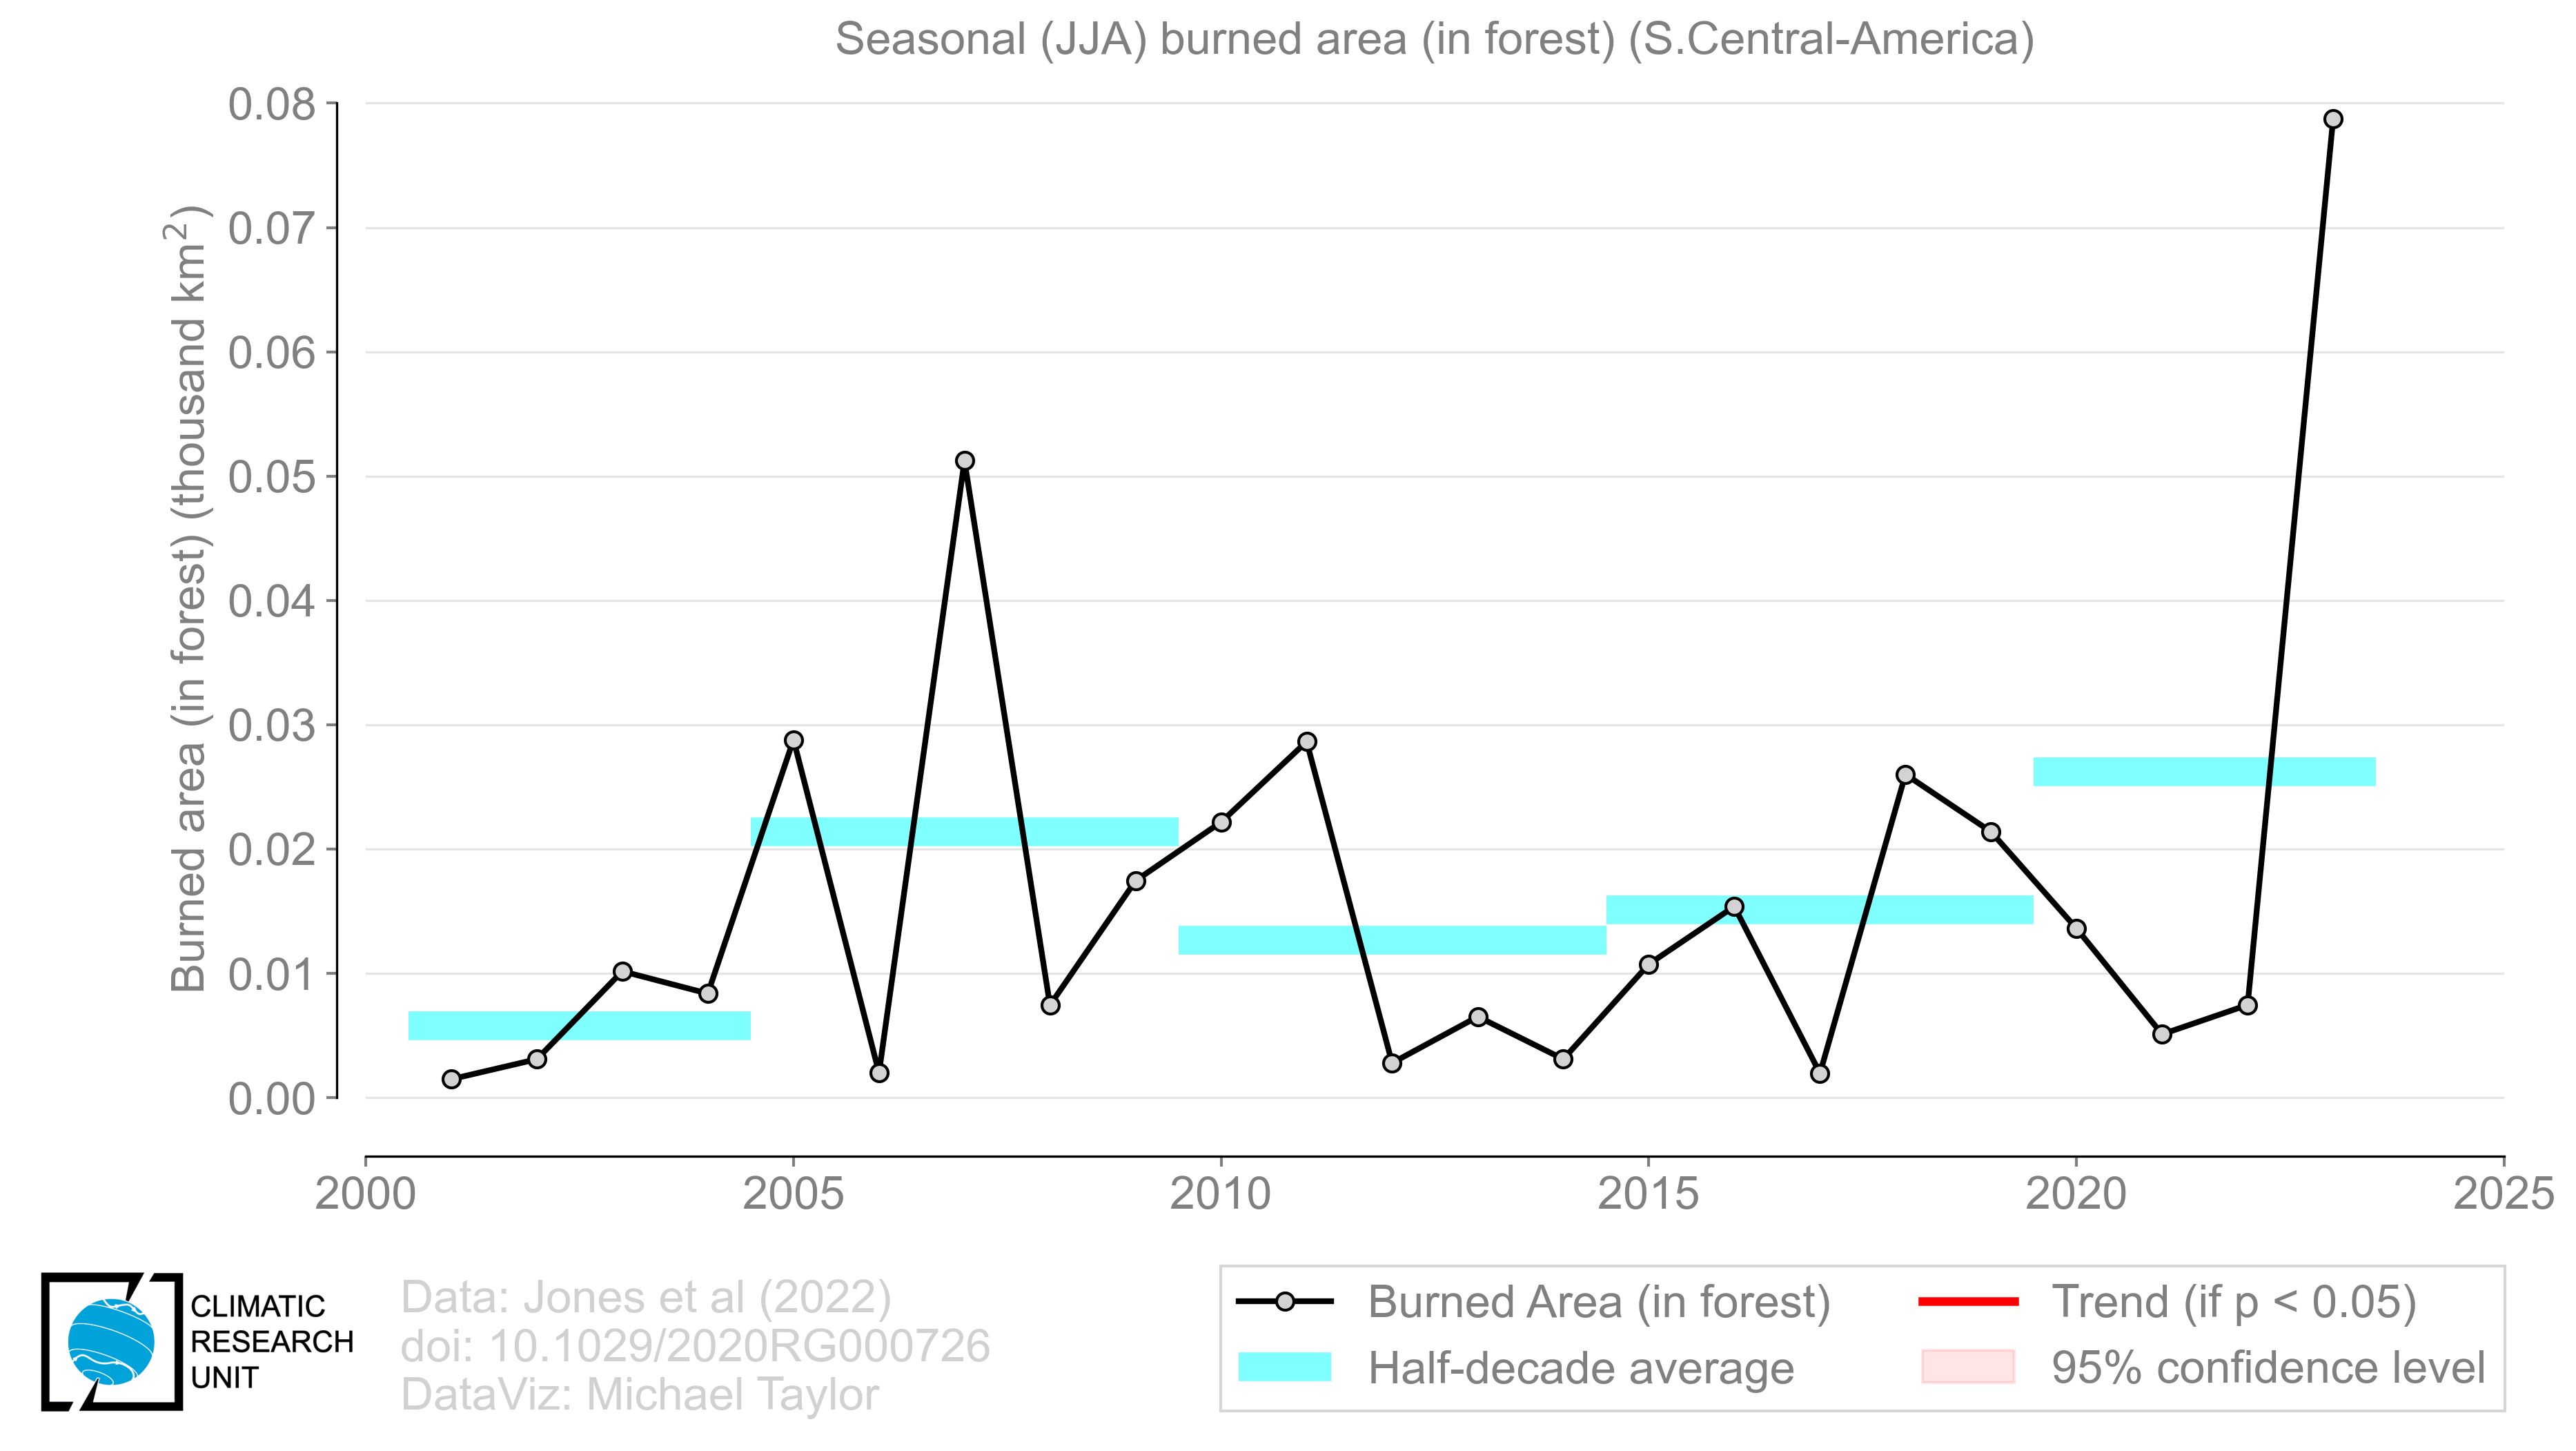 Seasonal (JJA) burned area (in forest) (S.Central-America)
Burned area (in forest) (thousand km²)
0.08
0.07
0.06
0.05
0.04
0.03
0.02
0.01
0.00
2000 2005 2010 2015 2020 2025
CLIMATIC
RESEARCH
UNIT
Data: Jones et al (2022)
doi: 10.1029/2020RG000726
DataViz: Michael Taylor
Burned Area (in forest)
Half-decade average
Trend (if p < 0.05)
95% confidence level